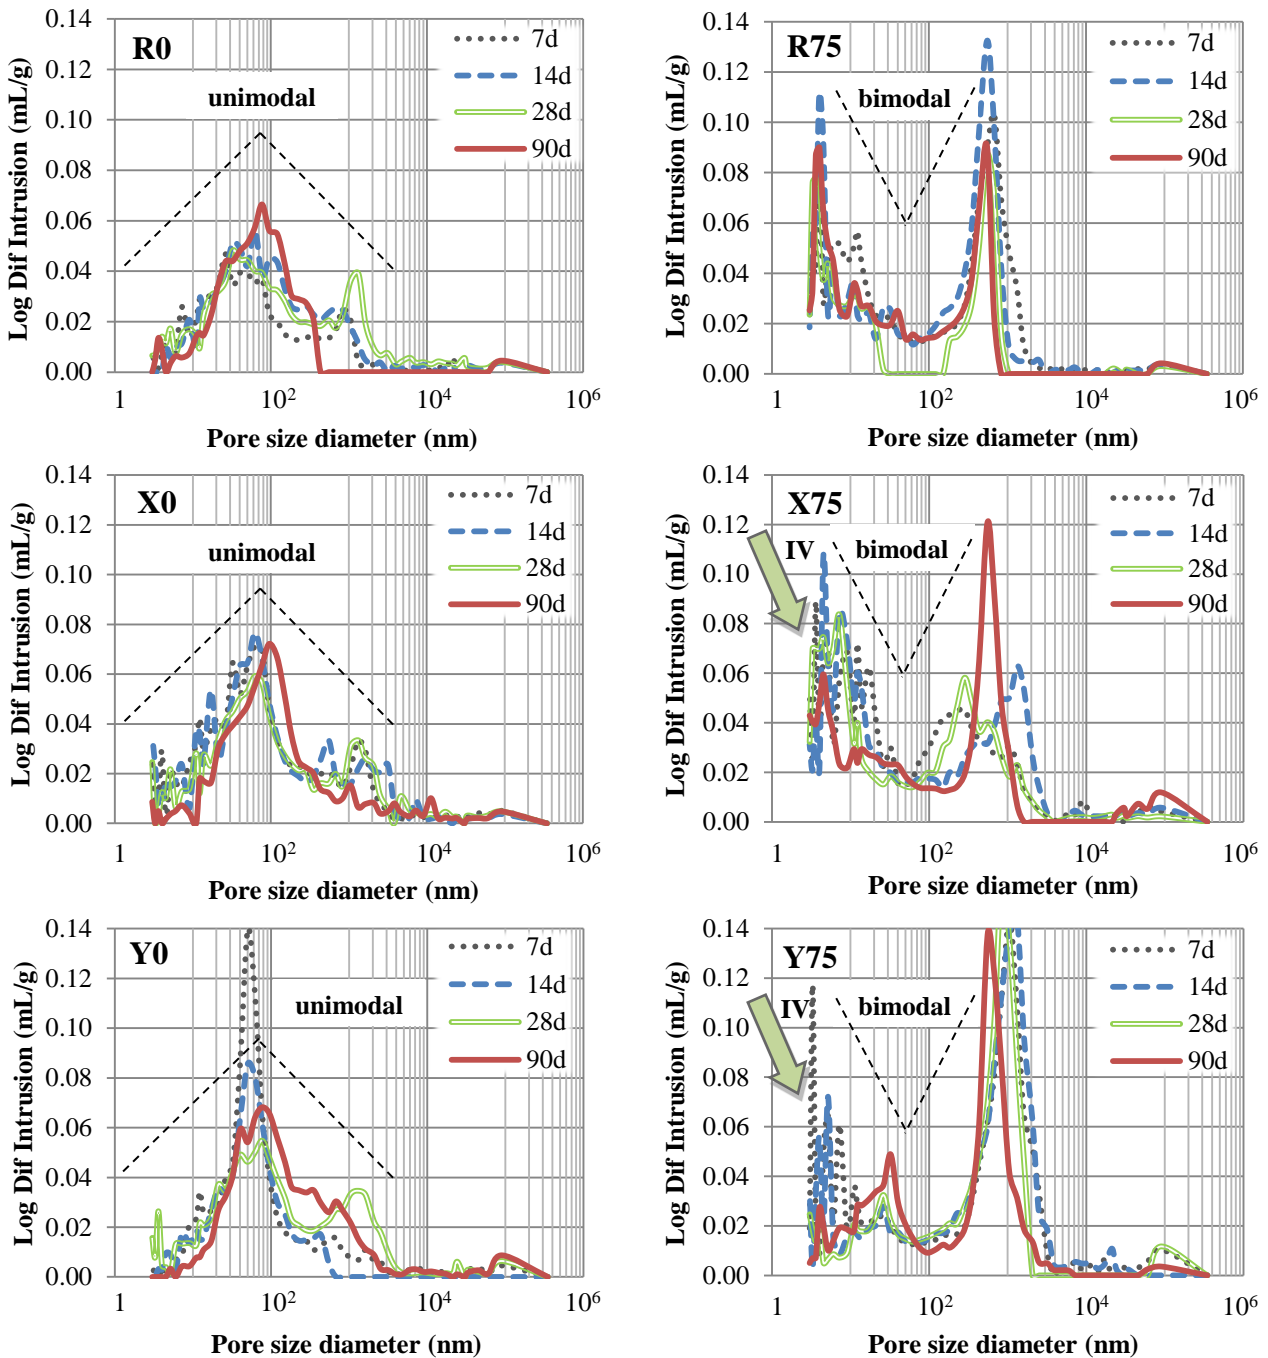 R0
unimodal
7d
14d
28d
90d
Log Dif Intrusion (mL/g)
0.14
0.12
0.10
0.08
0.06
0.04
0.02
0.00
1
10²
10⁴
10⁶
Pore size diameter (nm)
R75
bimodal
7d
14d
28d
90d
Log Dif Intrusion (mL/g)
0.14
0.12
0.10
0.08
0.06
0.04
0.02
0.00
1
10²
10⁴
10⁶
Pore size diameter (nm)
X0
unimodal
7d
14d
28d
90d
Log Dif Intrusion (mL/g)
0.14
0.12
0.10
0.08
0.06
0.04
0.02
0.00
1
10²
10⁴
10⁶
Pore size diameter (nm)
X75
IV
bimodal
7d
14d
28d
90d
Log Dif Intrusion (mL/g)
0.14
0.12
0.10
0.08
0.06
0.04
0.02
0.00
1
10²
10⁴
10⁶
Pore size diameter (nm)
Y0
unimodal
7d
14d
28d
90d
Log Dif Intrusion (mL/g)
0.14
0.12
0.10
0.08
0.06
0.04
0.02
0.00
1
10²
10⁴
10⁶
Pore size diameter (nm)
Y75
IV
bimodal
7d
14d
28d
90d
Log Dif Intrusion (mL/g)
0.14
0.12
0.10
0.08
0.06
0.04
0.02
0.00
1
10²
10⁴
10⁶
Pore size diameter (nm)